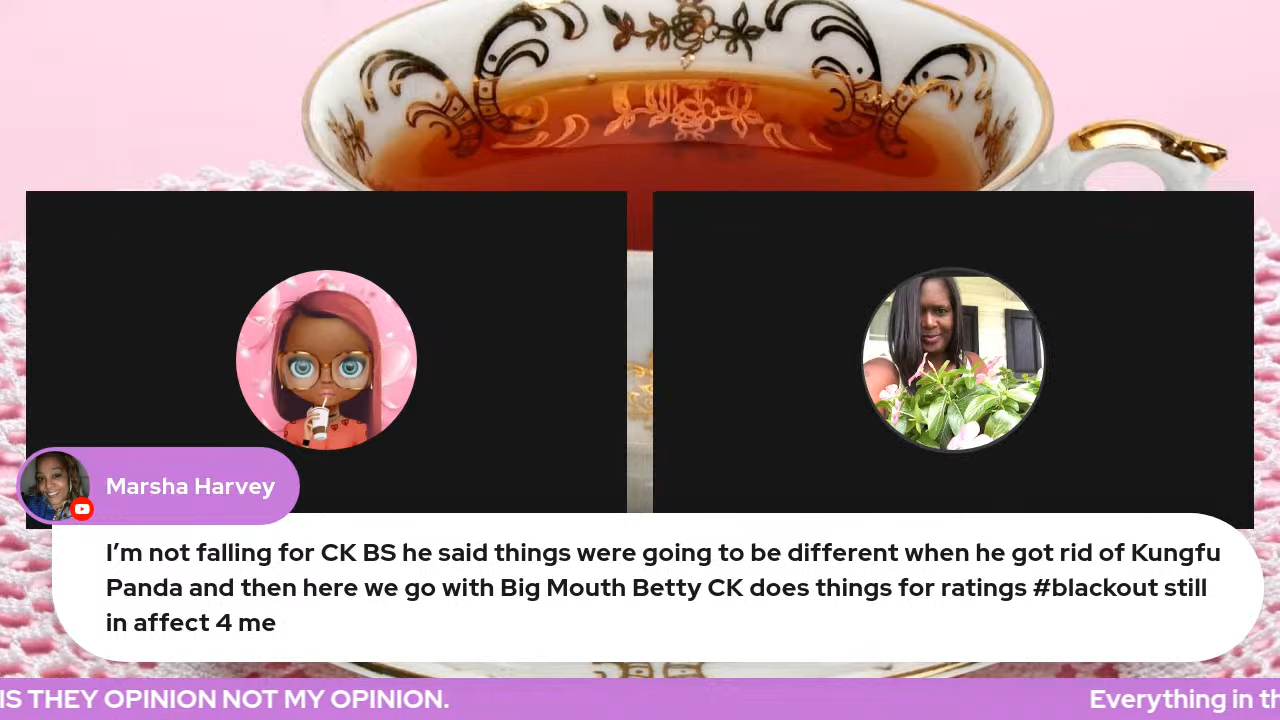 Marsha Harvey
I’m not falling for CK BS he said things were going to be different when he got rid of Kungfu
Panda and then here we go with Big Mouth Betty CK does things for ratings #blackout still
in affect 4 me
IS THEY OPINION NOT MY OPINION.
Everything in th